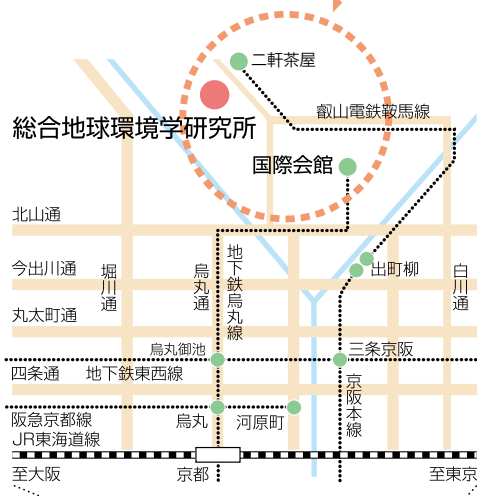 二軒茶屋
叡山電鉄鞍馬線
総合地球環境学研究所
国際会館
北山通
地下鉄烏丸線
今出川通
堀川通
烏丸通
出町柳
白川通
丸太町通
烏丸御池
三条京阪
四条通
地下鉄東西線
京阪本線
阪急京都線
烏丸
河原町
JR東海道線
至大阪
京都
至東京